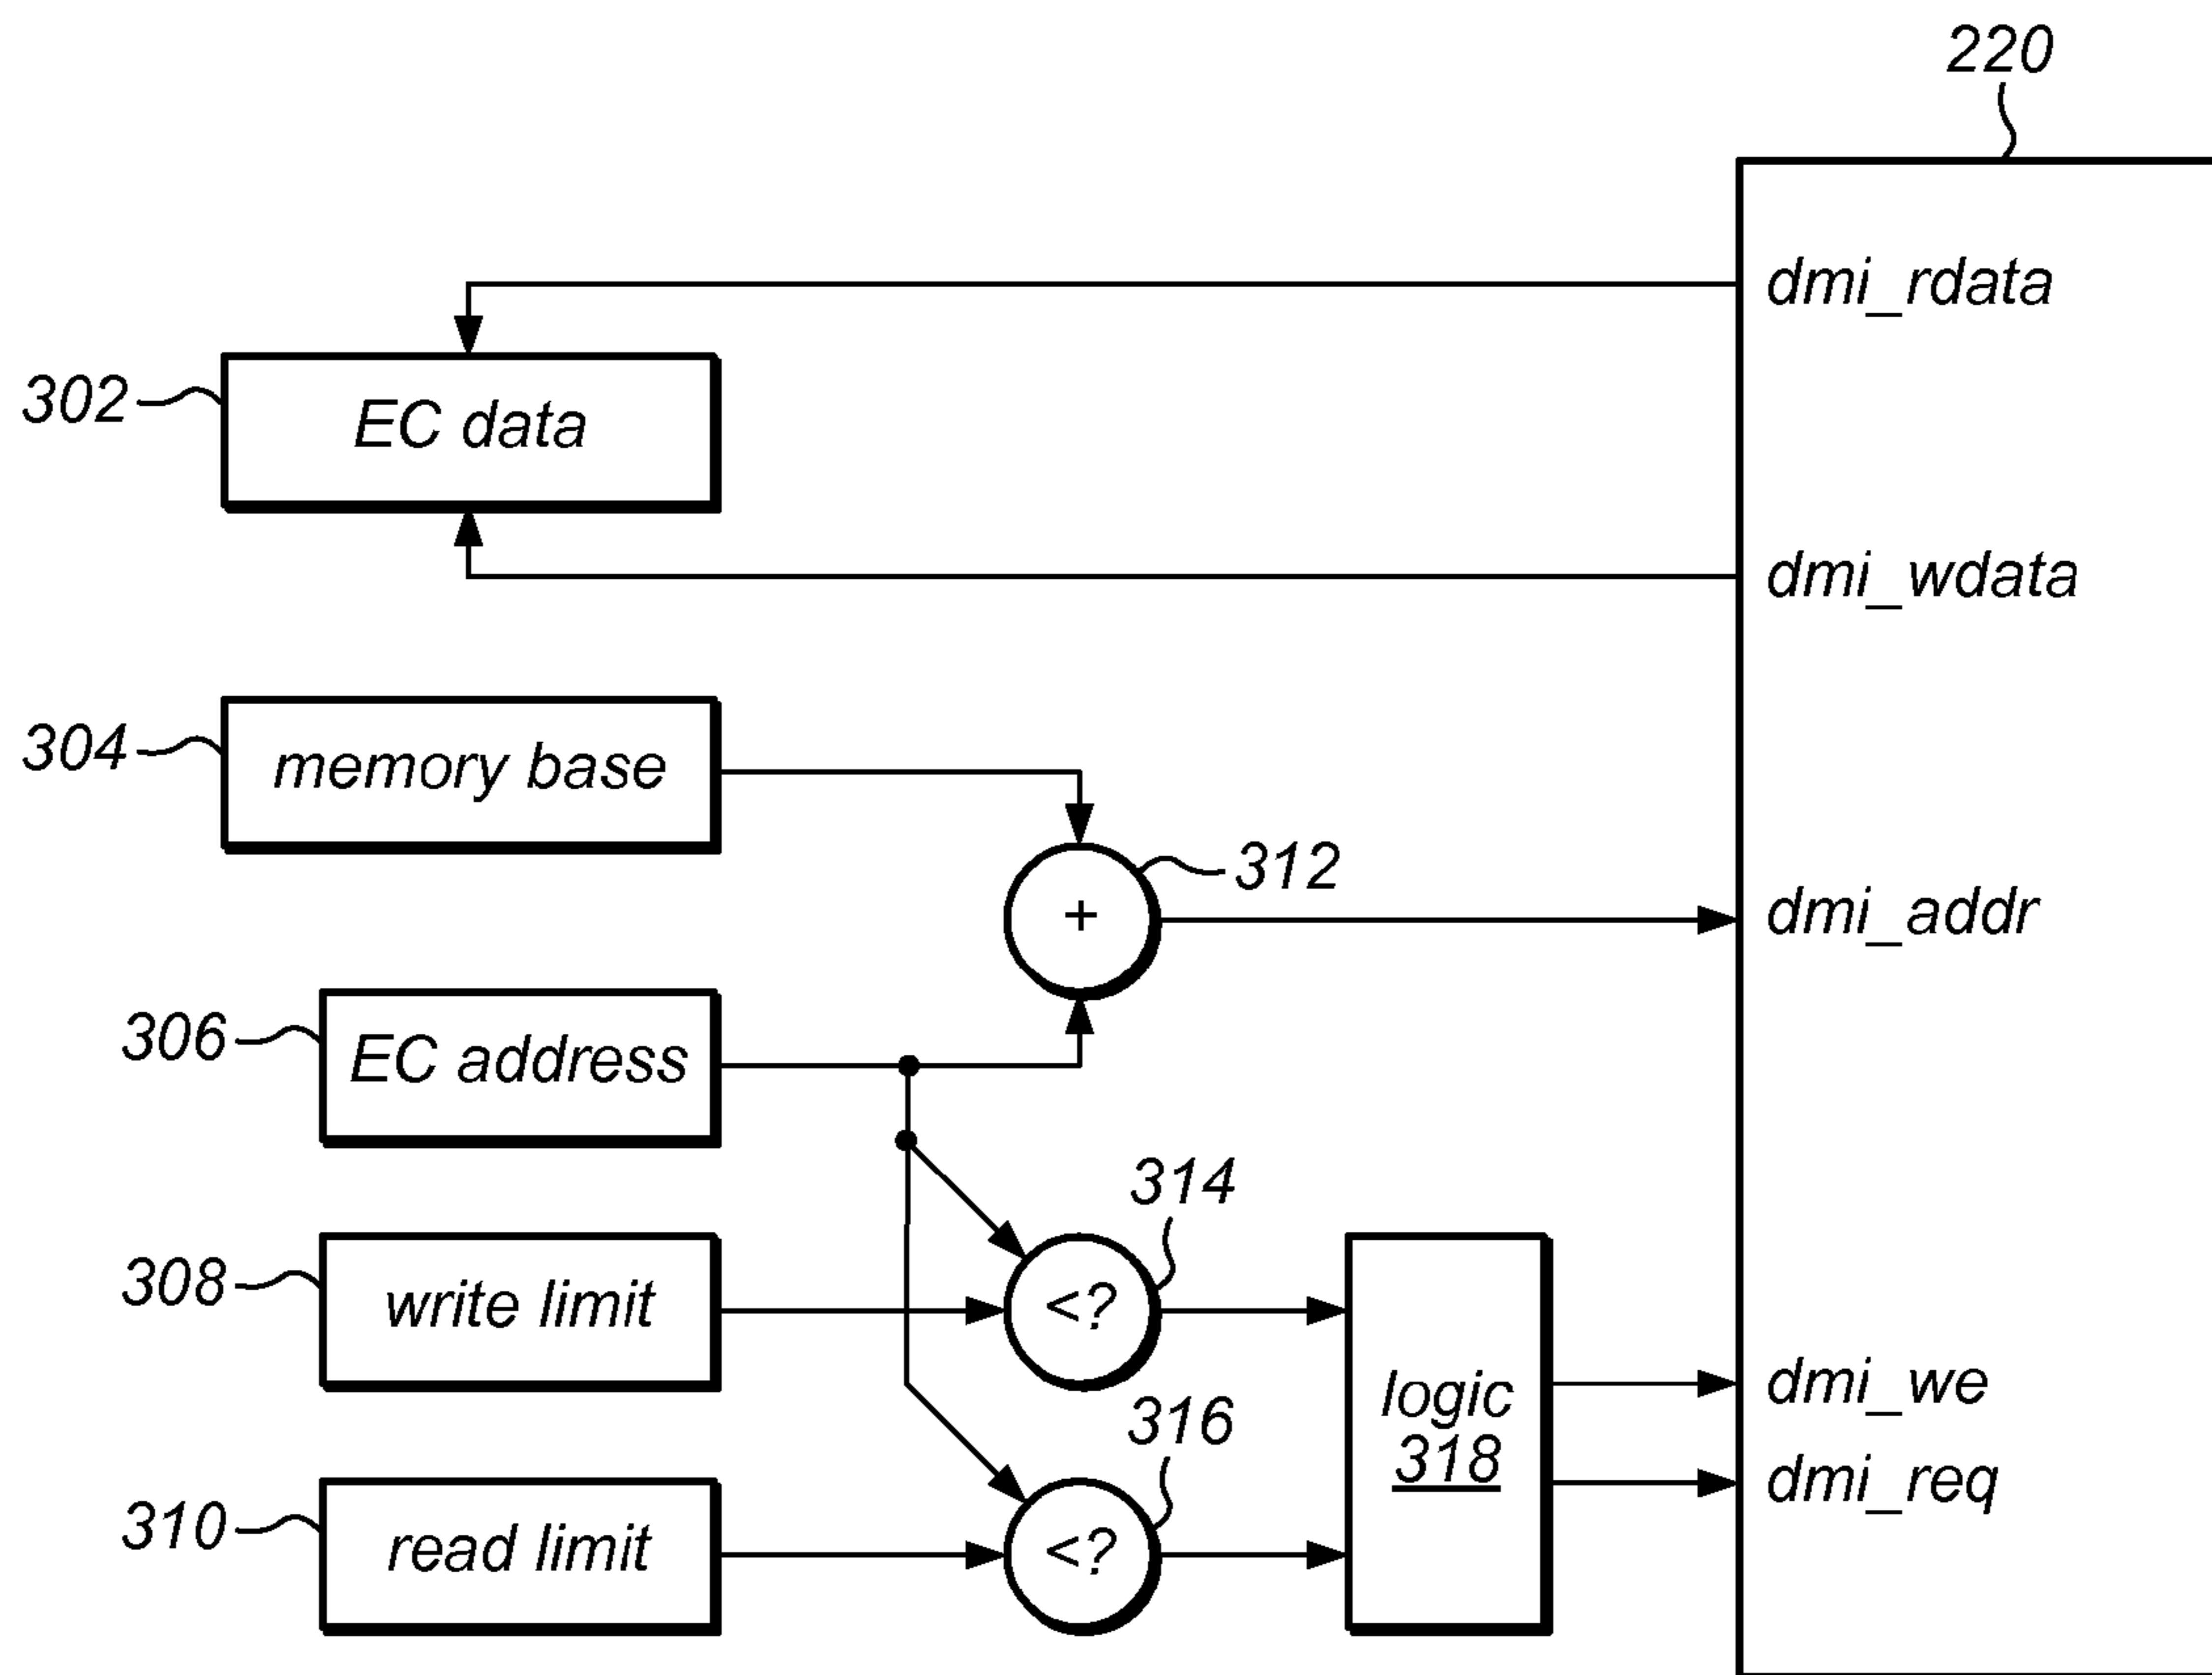 220
dmi_rdata
302
EC data
dmi_wdata
304
memory base
312
+
dmi_addr
306
EC address
314
308
write limit
<?
logic
318
dmi_we
316
dmi_req
310
read limit
<?